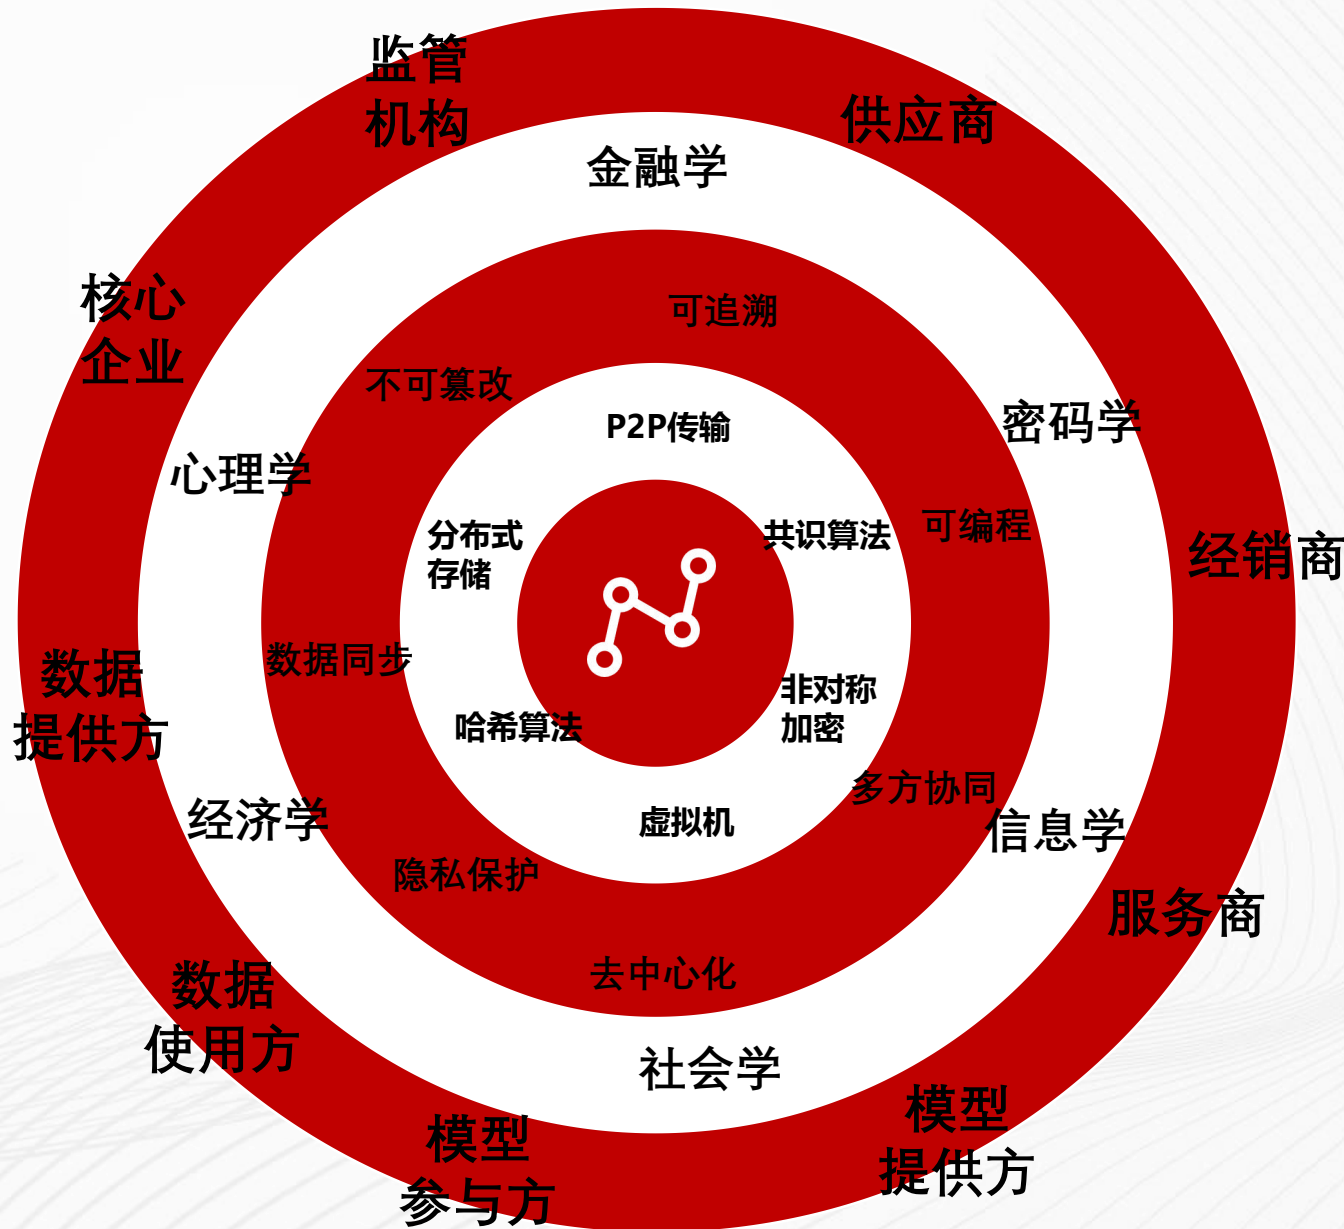 监管
机构
供应商
金融学
核心
企业
可追溯
不可篡改
P2P传输
密码学
心理学
分布式
存储
共识算法
可编程
经销商
数据同步
数据
提供方
哈希算法
非对称
加密
多方协同
经济学
虚拟机
信息学
隐私保护
服务商
去中心化
数据
使用方
社会学
模型
参与方
模型
提供方